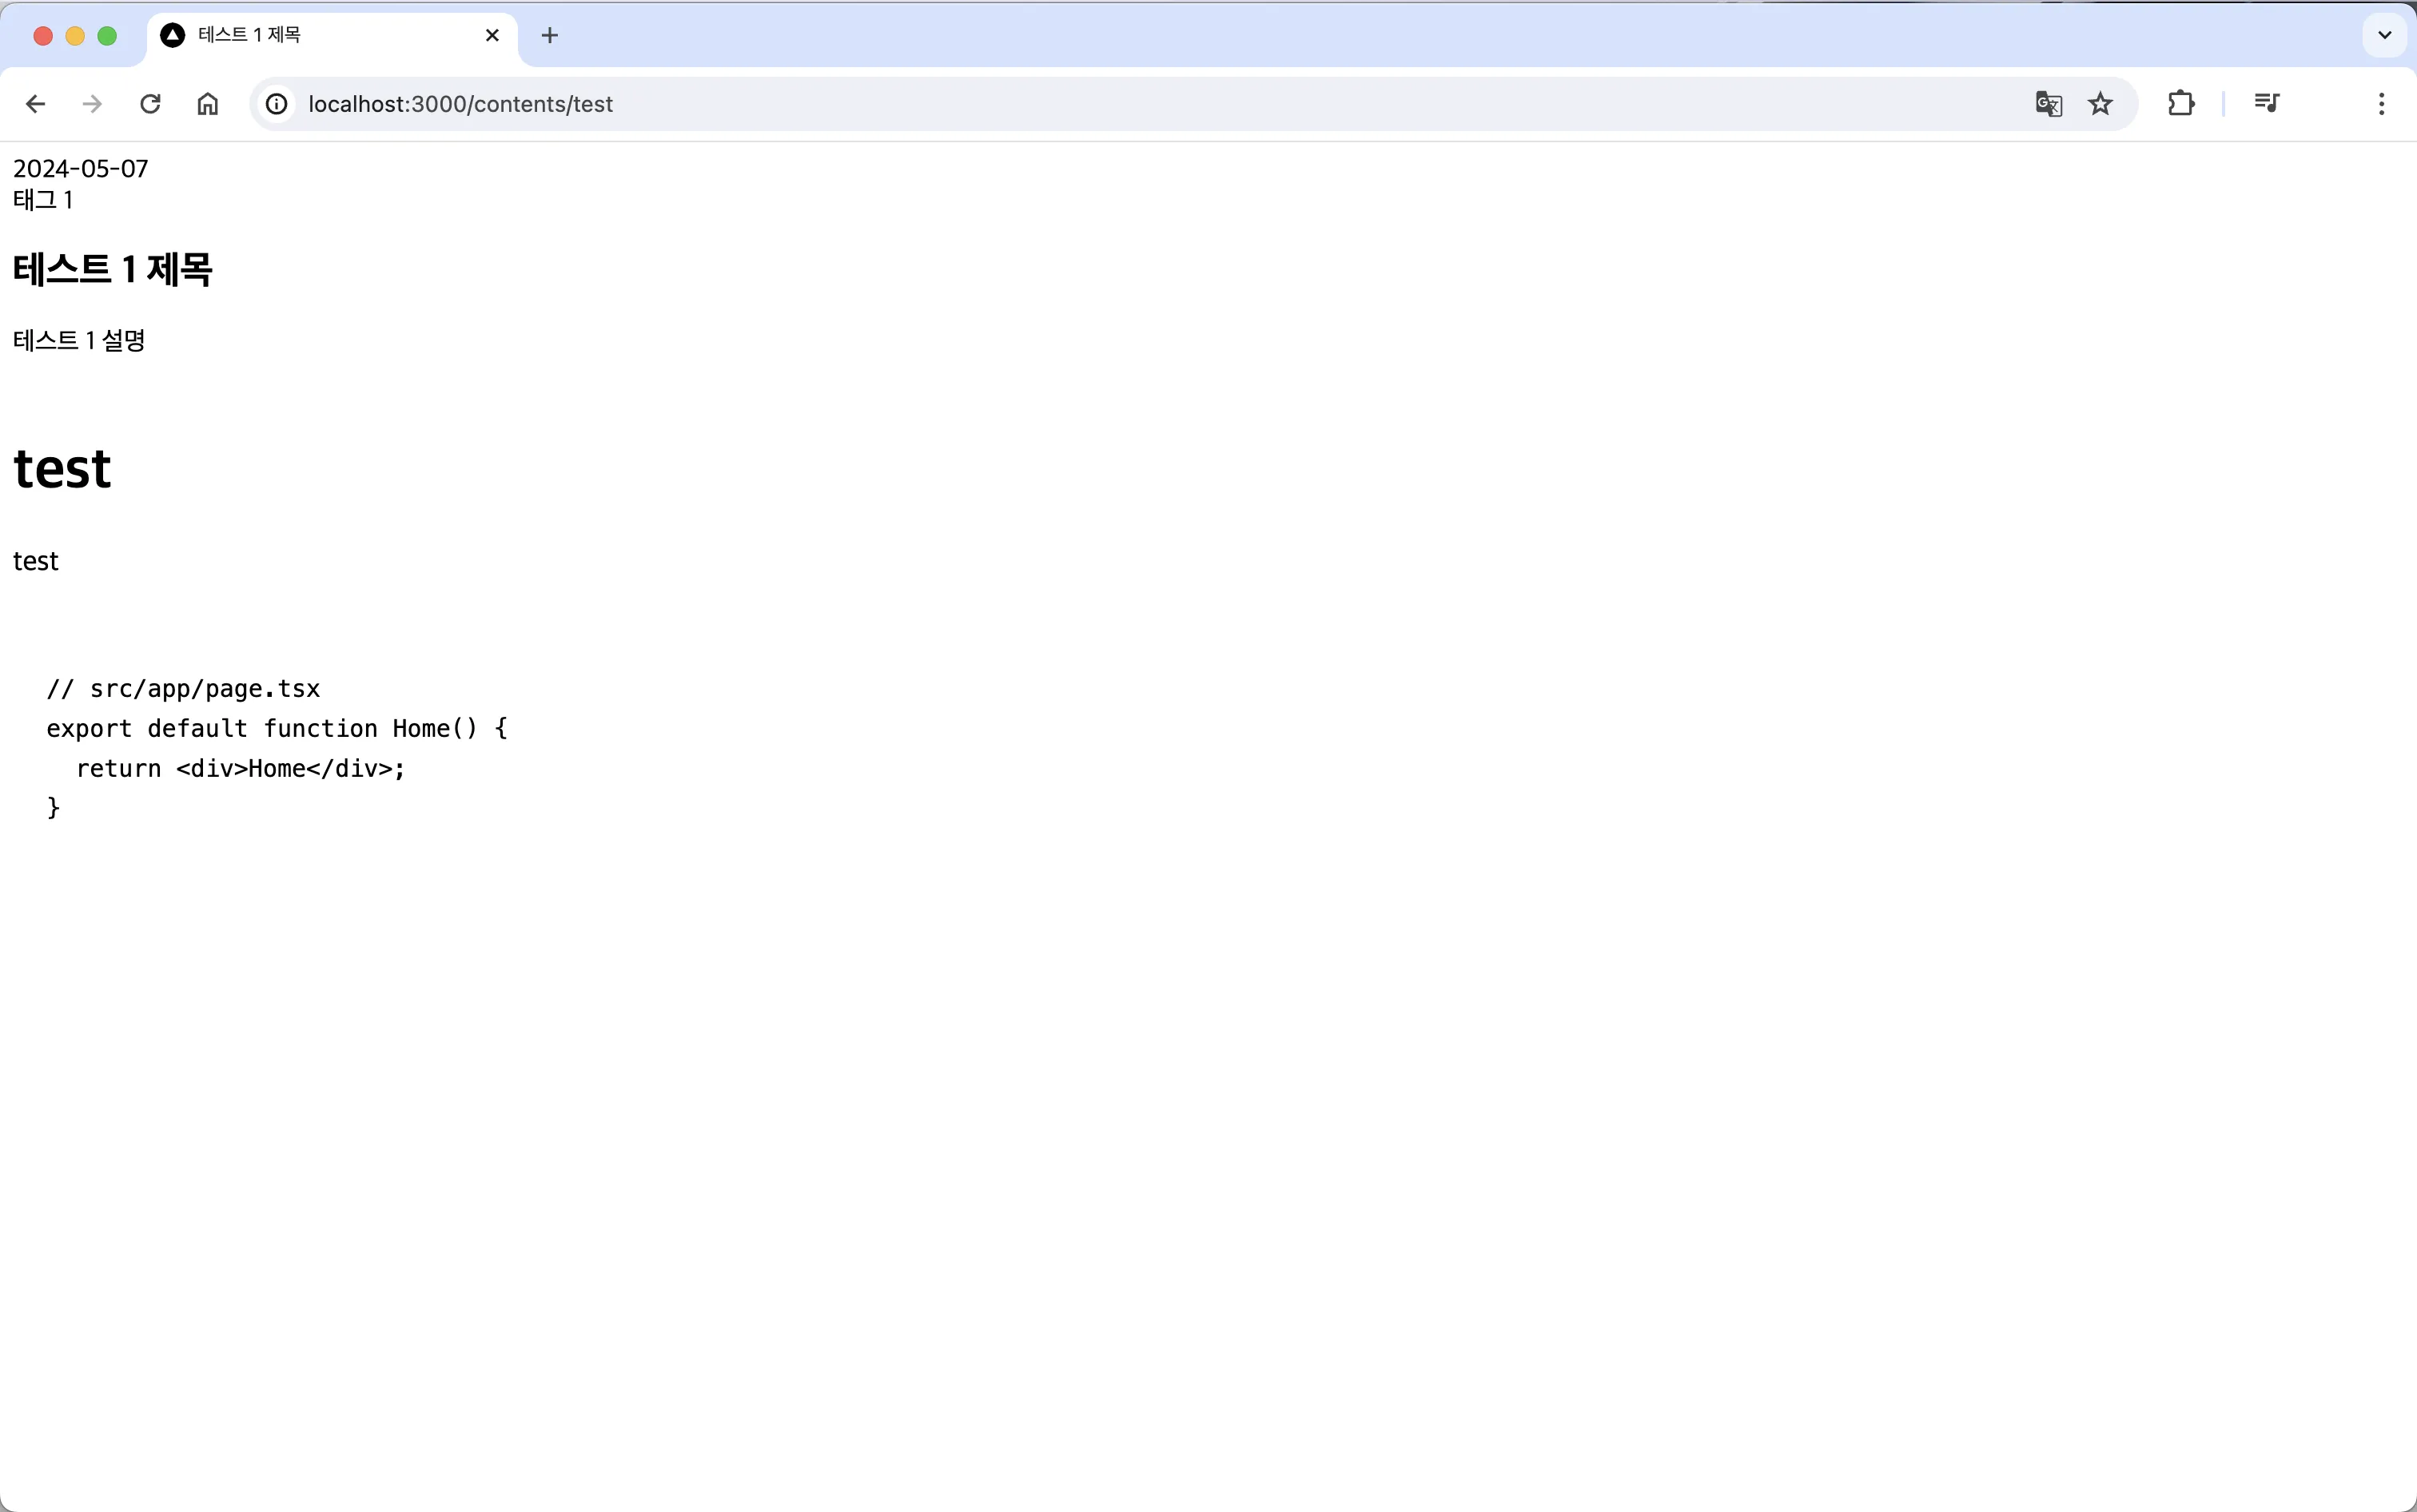 테스트 1 제목
localhost:3000/contents/test
2024-05-07
태그 1
테스트 1 제목
테스트 1 설명
test
test
// src/app/page.tsx
export default function Home() {
  return <div>Home</div>;
}